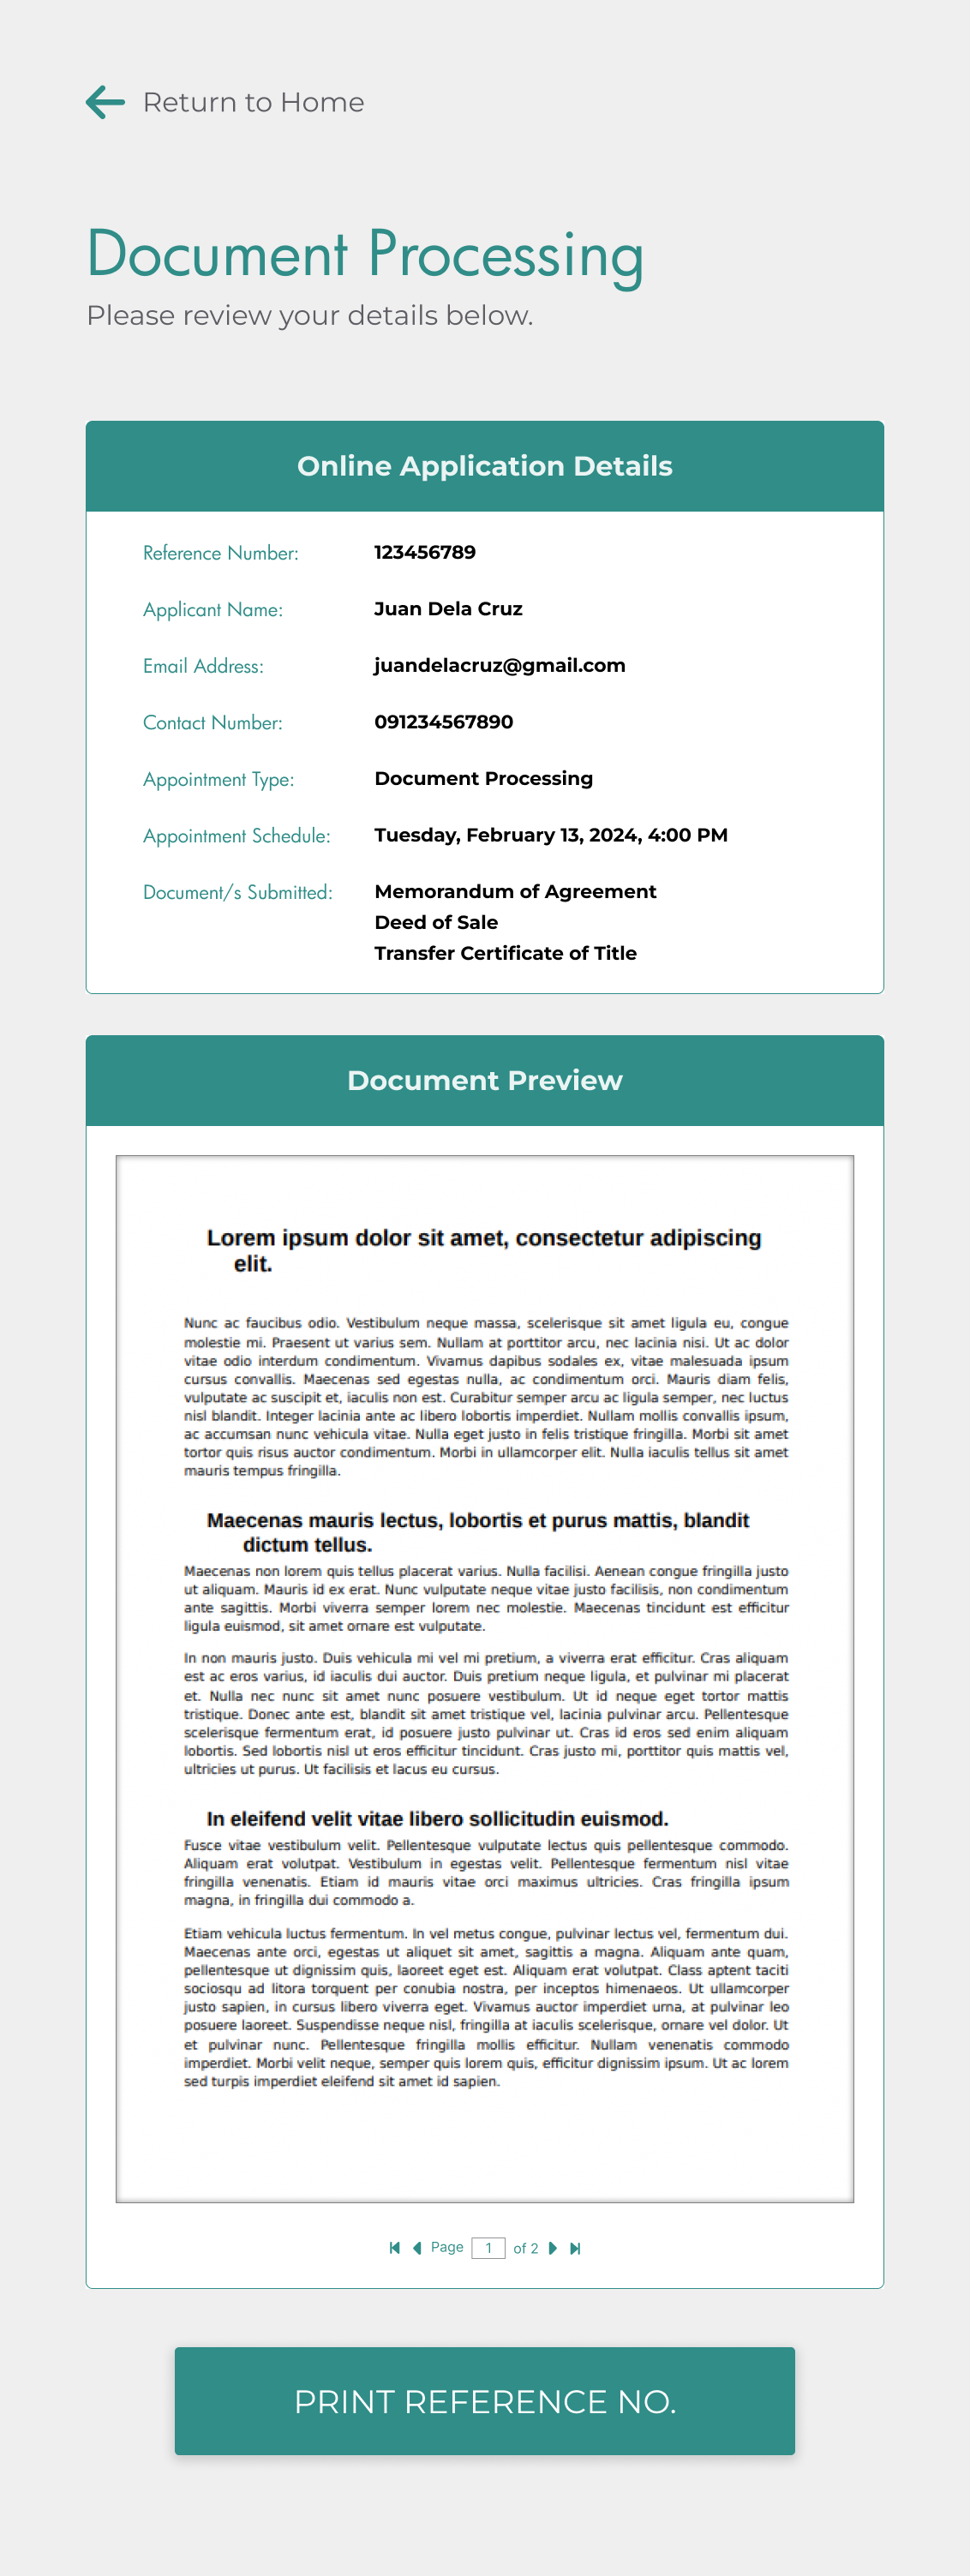 Return to Home
Document Processing
Please review your details below.
Online Application Details
Reference Number: 123456789
Applicant Name: Juan Dela Cruz
Email Address: juandelacruz@gmail.com
Contact Number: 091234567890
Appointment Type: Document Processing
Appointment Schedule: Tuesday, February 13, 2024, 4:00 PM
Document/s Submitted: Memorandum of Agreement
Deed of Sale
Transfer Certificate of Title
Document Preview
Lorem ipsum dolor sit amet, consectetur adipiscing
elit.
Nunc ac faucibus odio. Vestibulum neque massa, scelerisque sit amet ligula eu, congue
molestie mi. Praesent ut varius sem. Nullam at porttitor arcu, nec lacinia nisi. Ut ac dolor
vitae odio interdum condimentum. Vivamus dapibus sodales ex, vitae malesuada ipsum
cursus convallis. Maecenas sed egestas nulla, ac condimentum orci. Mauris diam felis,
vulputate ac suscipit et, iaculis non est. Curabitur semper arcu ac ligula semper, nec luctus
nisl blandit. Integer lacinia ante ac libero lobortis imperdiet. Nullam mollis convallis ipsum,
ac accumsan nunc vehicula vitae. Nulla eget justo in felis tristique fringilla. Morbi sit amet
tortor quis risus auctor condimentum. Morbi in ullamcorper elit. Nulla iaculis tellus sit amet
mauris tempus fringilla.
Maecenas mauris lectus, lobortis et purus mattis, blandit
dictum tellus.
Maecenas non lorem quis tellus placerat varius. Nulla facilisi. Aenean congue fringilla justo
ut aliquam. Mauris id ex erat. Nunc vulputate neque vitae justo facilisis, non condimentum
ante sagittis. Morbi viverra semper lorem nec molestie. Maecenas tincidunt est efficitur
ligula euismod, sit amet ornare est vulputate.
In non mauris justo. Duis vehicula mi vel mi pretium, a viverra erat efficitur. Cras aliquam
est ac eros varius, id iaculis dui auctor. Duis pretium neque ligula, et pulvinar mi placerat
et. Nulla nec nunc sit amet nunc posuere vestibulum. Ut id neque eget tortor mattis
tristique. Donec ante est, blandit sit amet tristique vel, lacinia pulvinar arcu. Pellentesque
scelerisque fermentum erat, id posuere justo pulvinar ut. Cras id eros sed enim aliquam
lobortis. Sed lobortis nisl ut eros efficitur tincidunt. Cras justo mi, porttitor quis mattis vel,
ultricies ut purus. Ut facilisis et lacus eu cursus.
In eleifend velit vitae libero sollicitudin euismod.
Fusce vitae vestibulum velit. Pellentesque vulputate lectus quis pellentesque commodo.
Aliquam erat volutpat. Vestibulum in egestas velit. Pellentesque fermentum nisl vitae
fringilla venenatis. Etiam id mauris vitae orci maximus ultricies. Cras fringilla ipsum
magna, in fringilla dui commodo a.
Etiam vehicula luctus fermentum. In vel metus congue, pulvinar lectus vel, fermentum dui.
Maecenas ante orci, egestas ut aliquet sit amet, sagittis a magna. Aliquam ante quam,
pellentesque ut dignissim quis, laoreet eget est. Aliquam erat volutpat. Class aptent taciti
sociosqu ad litora torquent per conubia nostra, per inceptos himenaeos. Ut ullamcorper
justo sapien, in cursus libero viverra eget. Vivamus auctor imperdiet urna, at pulvinar leo
posuere laoreet. Suspendisse neque nisl, fringilla at iaculis scelerisque, ornare vel dolor. Ut
et pulvinar nunc. Pellentesque fringilla mollis efficitur. Nullam venenatis commodo
imperdiet. Morbi velit neque, semper quis lorem quis, efficitur dignissim ipsum. Ut ac lorem
sed turpis imperdiet eleifend sit amet id sapien.
Page 1 of 2
PRINT REFERENCE NO.